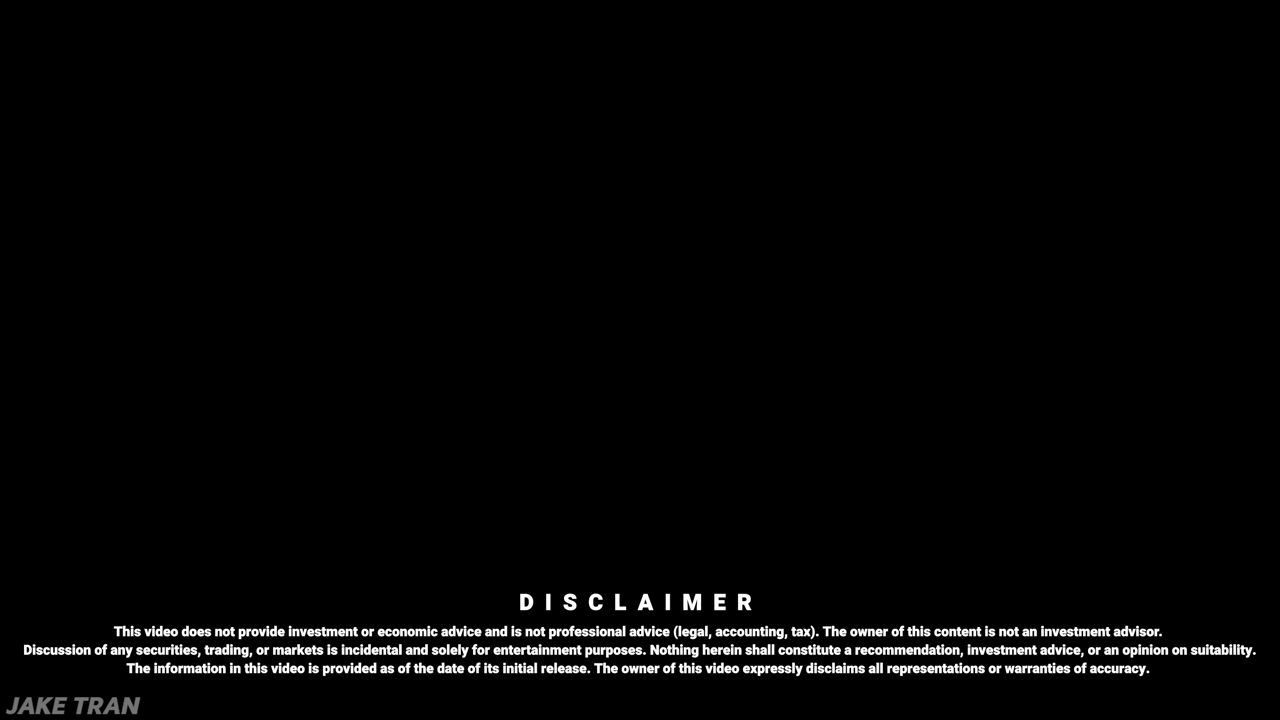 DISCLAIMER
This video does not provide investment or economic advice and is not professional advice (legal, accounting, tax). The owner of this content is not an investment advisor.
Discussion of any securities, trading, or markets is incidental and solely for entertainment purposes. Nothing herein shall constitute a recommendation, investment advice, or an opinion on suitability.
The information in this video is provided as of the date of its initial release. The owner of this video expressly disclaims all representations or warranties of accuracy.
JAKE TRAN